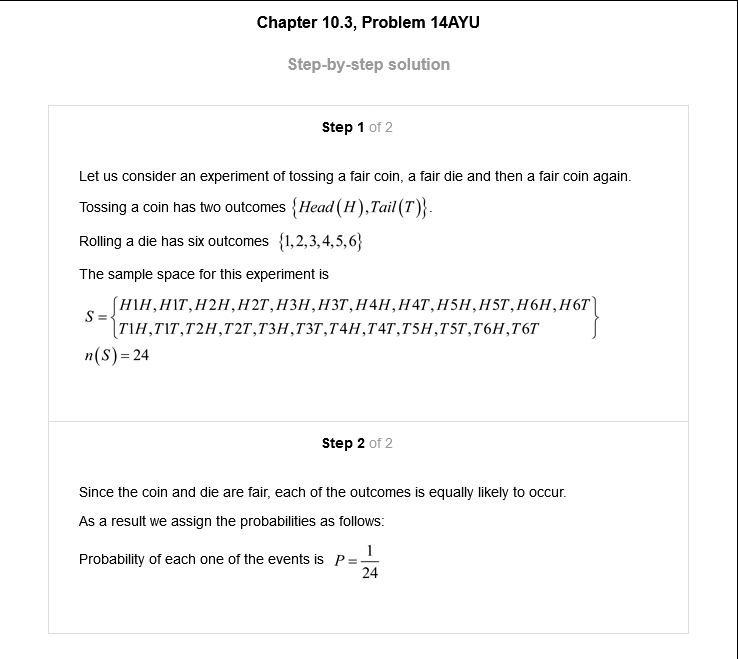 Chapter 10.3, Problem 14AYU
Step-by-step solution
Step 1 of 2
Let us consider an experiment of tossing a fair coin, a fair die and then a fair coin again.
Tossing a coin has two outcomes {Head(H),Tail(T)}.
Rolling a die has six outcomes {1,2,3,4,5,6}
The sample space for this experiment is
S = {H1H,H1T,H2H,H2T,H3H,H3T,H4H,H4T,H5H,H5T,H6H,H6T
T1H,T1T,T2H,T2T,T3H,T3T,T4H,T4T,T5H,T5T,T6H,T6T}
n(S) = 24
Step 2 of 2
Since the coin and die are fair, each of the outcomes is equally likely to occur.
As a result we assign the probabilities as follows:
Probability of each one of the events is P = 1/24